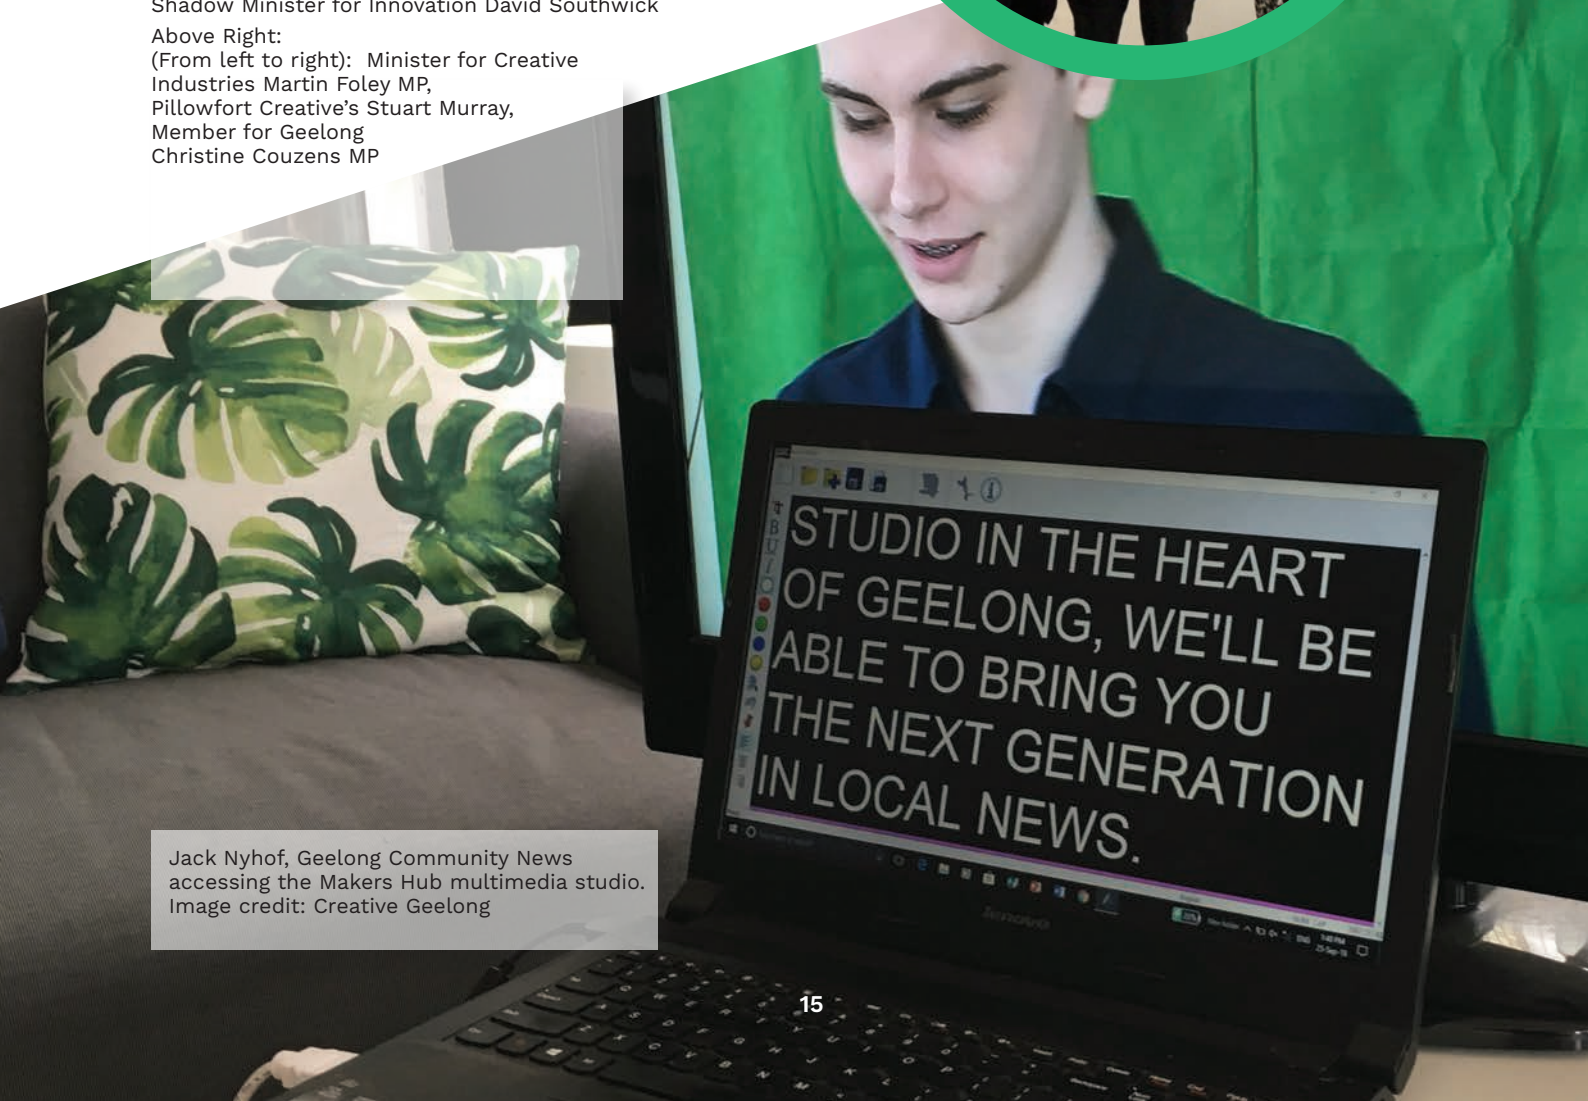 Shadow Minister for Innovation David Southwick
Above Right:
(From left to right):  Minister for Creative
Industries Martin Foley MP,
Pillowfort Creative’s Stuart Murray,
Member for Geelong
Christine Couzens MP
STUDIO IN THE HEART
OF GEELONG, WE'LL BE
ABLE TO BRING YOU
THE NEXT GENERATION
IN LOCAL NEWS.
lenovo
Jack Nyhof, Geelong Community News
accessing the Makers Hub multimedia studio.
Image credit: Creative Geelong
15